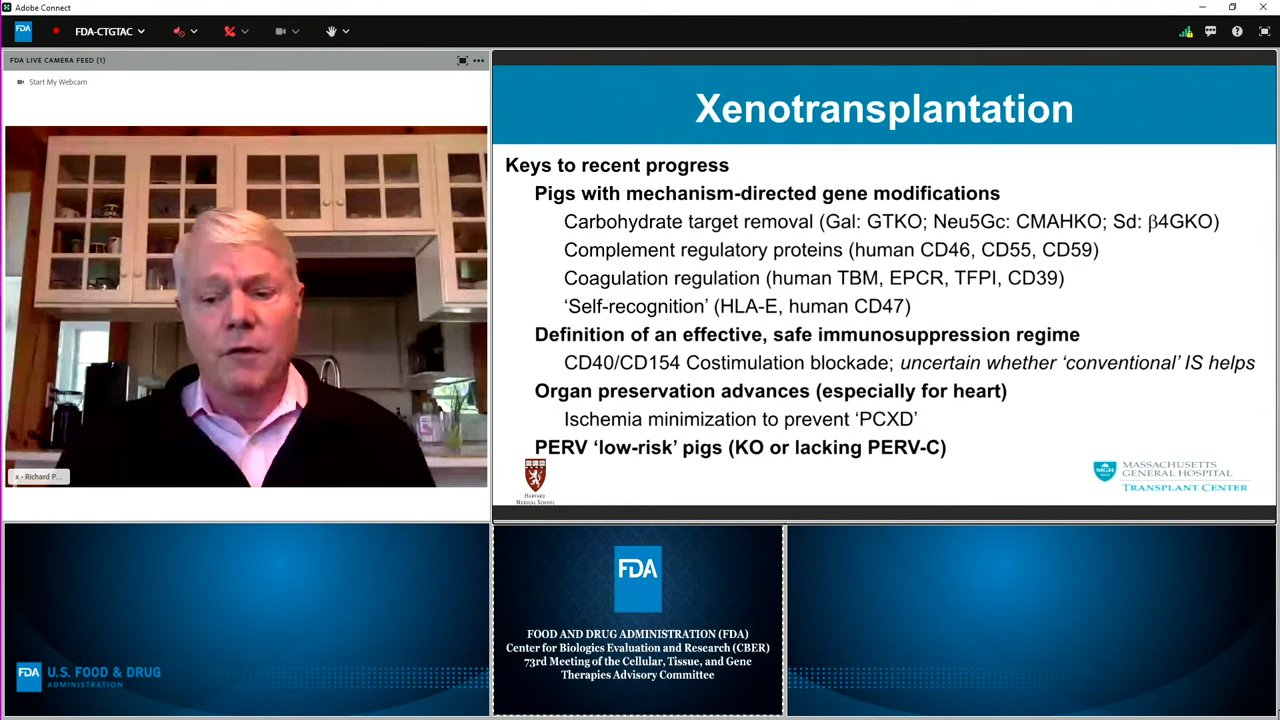 Adobe Connect
FDA
FDA-CTGTAC
FDA LIVE CAMERA FEED (1)
Start My Webcam
x - Richard P...
Xenotransplantation
Keys to recent progress
Pigs with mechanism-directed gene modifications
Carbohydrate target removal (Gal: GTKO; Neu5Gc: CMAHKO; Sd: β4GKO)
Complement regulatory proteins (human CD46, CD55, CD59)
Coagulation regulation (human TBM, EPCR, TFPI, CD39)
‘Self-recognition’ (HLA-E, human CD47)
Definition of an effective, safe immunosuppression regime
CD40/CD154 Costimulation blockade; uncertain whether ‘conventional’ IS helps
Organ preservation advances (especially for heart)
Ischemia minimization to prevent ‘PCXD’
PERV ‘low-risk’ pigs (KO or lacking PERV-C)
HARVARD
MEDICAL SCHOOL
MGH
MASSACHUSETTS
GENERAL HOSPITAL
TRANSPLANT CENTER
FDA
U.S. FOOD & DRUG
ADMINISTRATION
FDA
FOOD AND DRUG ADMINISTRATION (FDA)
Center for Biologics Evaluation and Research (CBER)
73rd Meeting of the Cellular, Tissue, and Gene
Therapies Advisory Committee